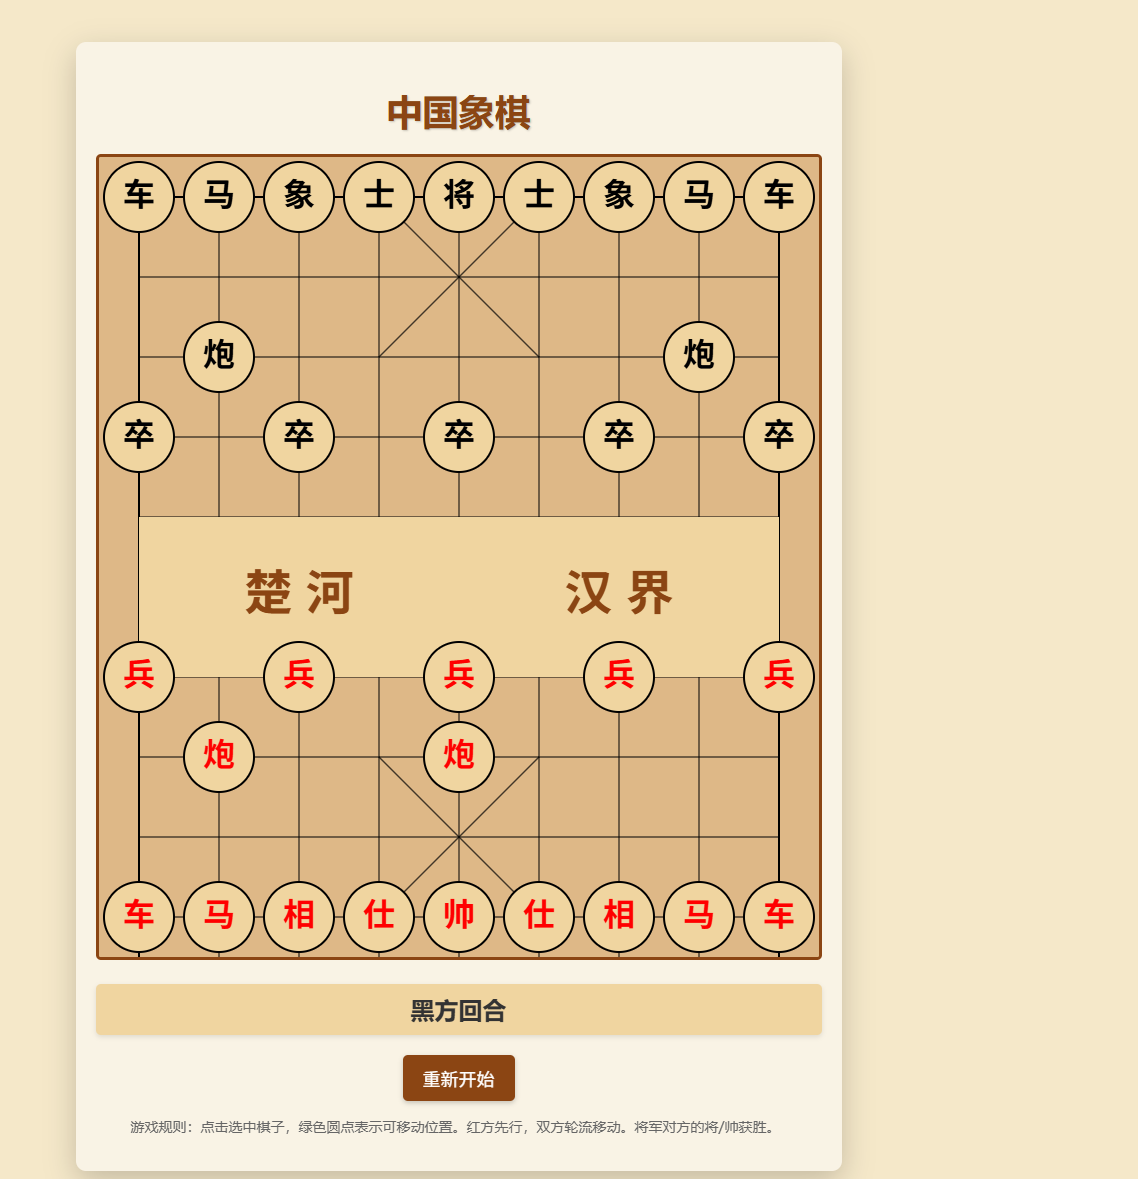 中国象棋
车 马 象 士 将 士 象 马 车
炮 炮
卒 卒 卒 卒 卒
楚 河 汉 界
兵 兵 兵 兵 兵
炮 炮
车 马 相 仕 帅 仕 相 马 车
黑方回合
重新开始
游戏规则：点击选中棋子，绿色圆点表示可移动位置。红方先行，双方轮流移动。将军对方的将/帅获胜。